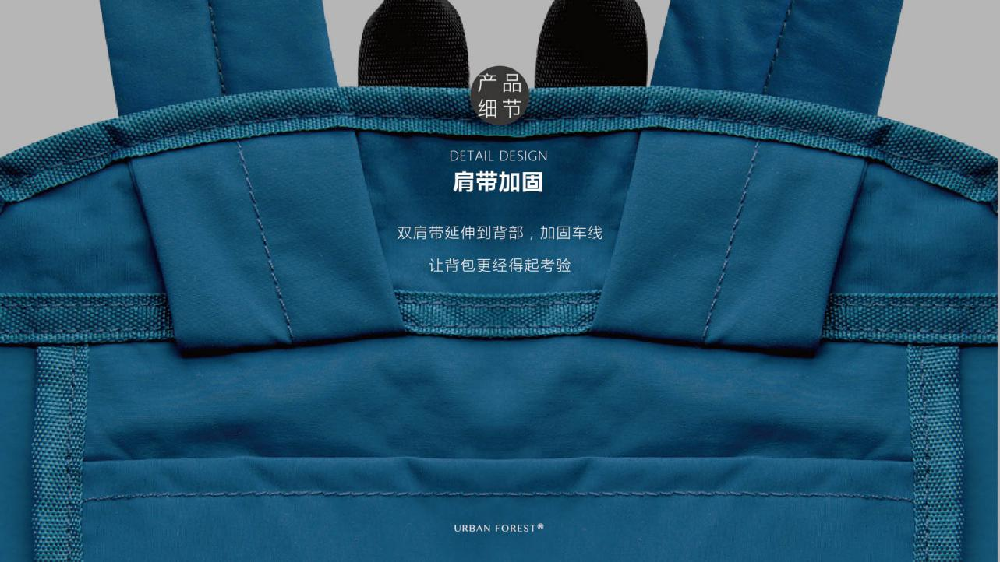 产品
细节
DETAIL DESIGN
肩带加固
双肩带延伸到背部，加固车线
让背包更经得起考验
URBAN FOREST®